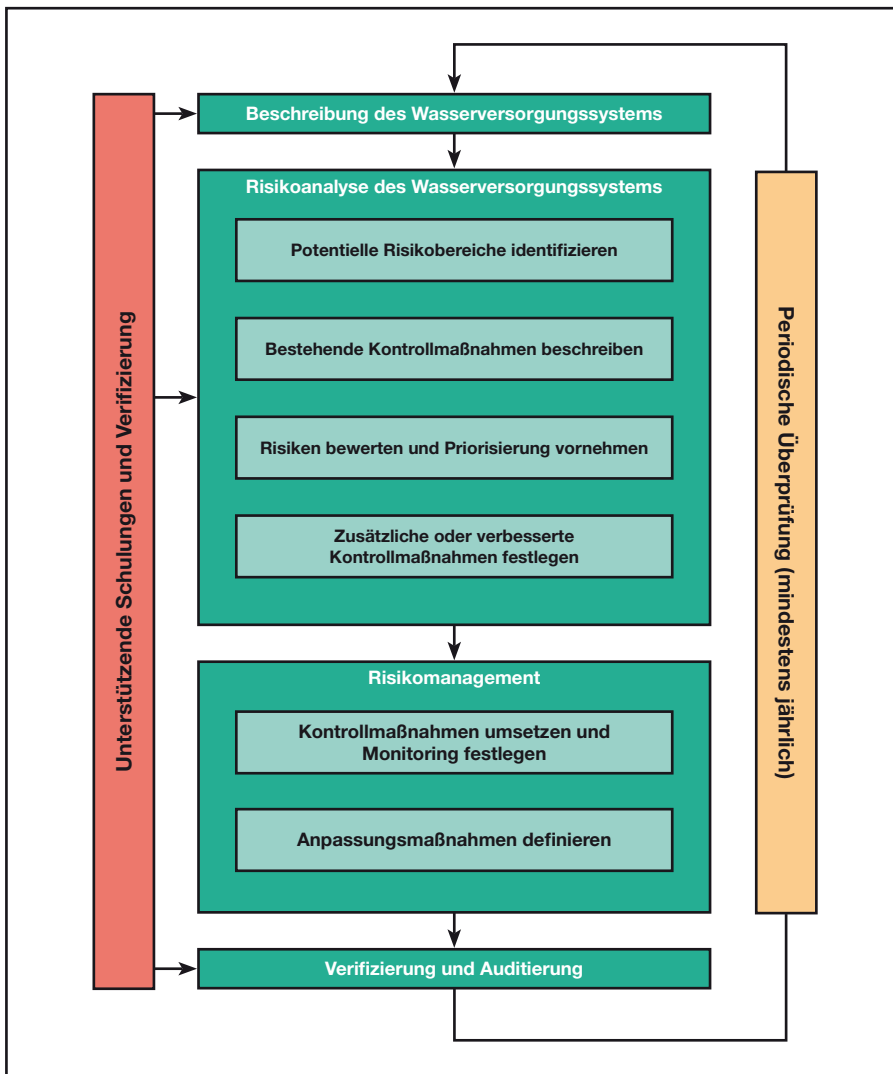 Beschreibung des Wasserversorgungssystems
Risikoanalyse des Wasserversorgungssystems
Potentielle Risikobereiche identifizieren
Bestehende Kontrollmaßnahmen beschreiben
Risiken bewerten und Priorisierung vornehmen
Zusätzliche oder verbesserte
Kontrollmaßnahmen festlegen
Risikomanagement
Kontrollmaßnahmen umsetzen und
Monitoring festlegen
Anpassungsmaßnahmen definieren
Verifizierung und Auditierung
Unterstützende Schulungen und Verifizierung
Periodische Überprüfung (mindestens jährlich)